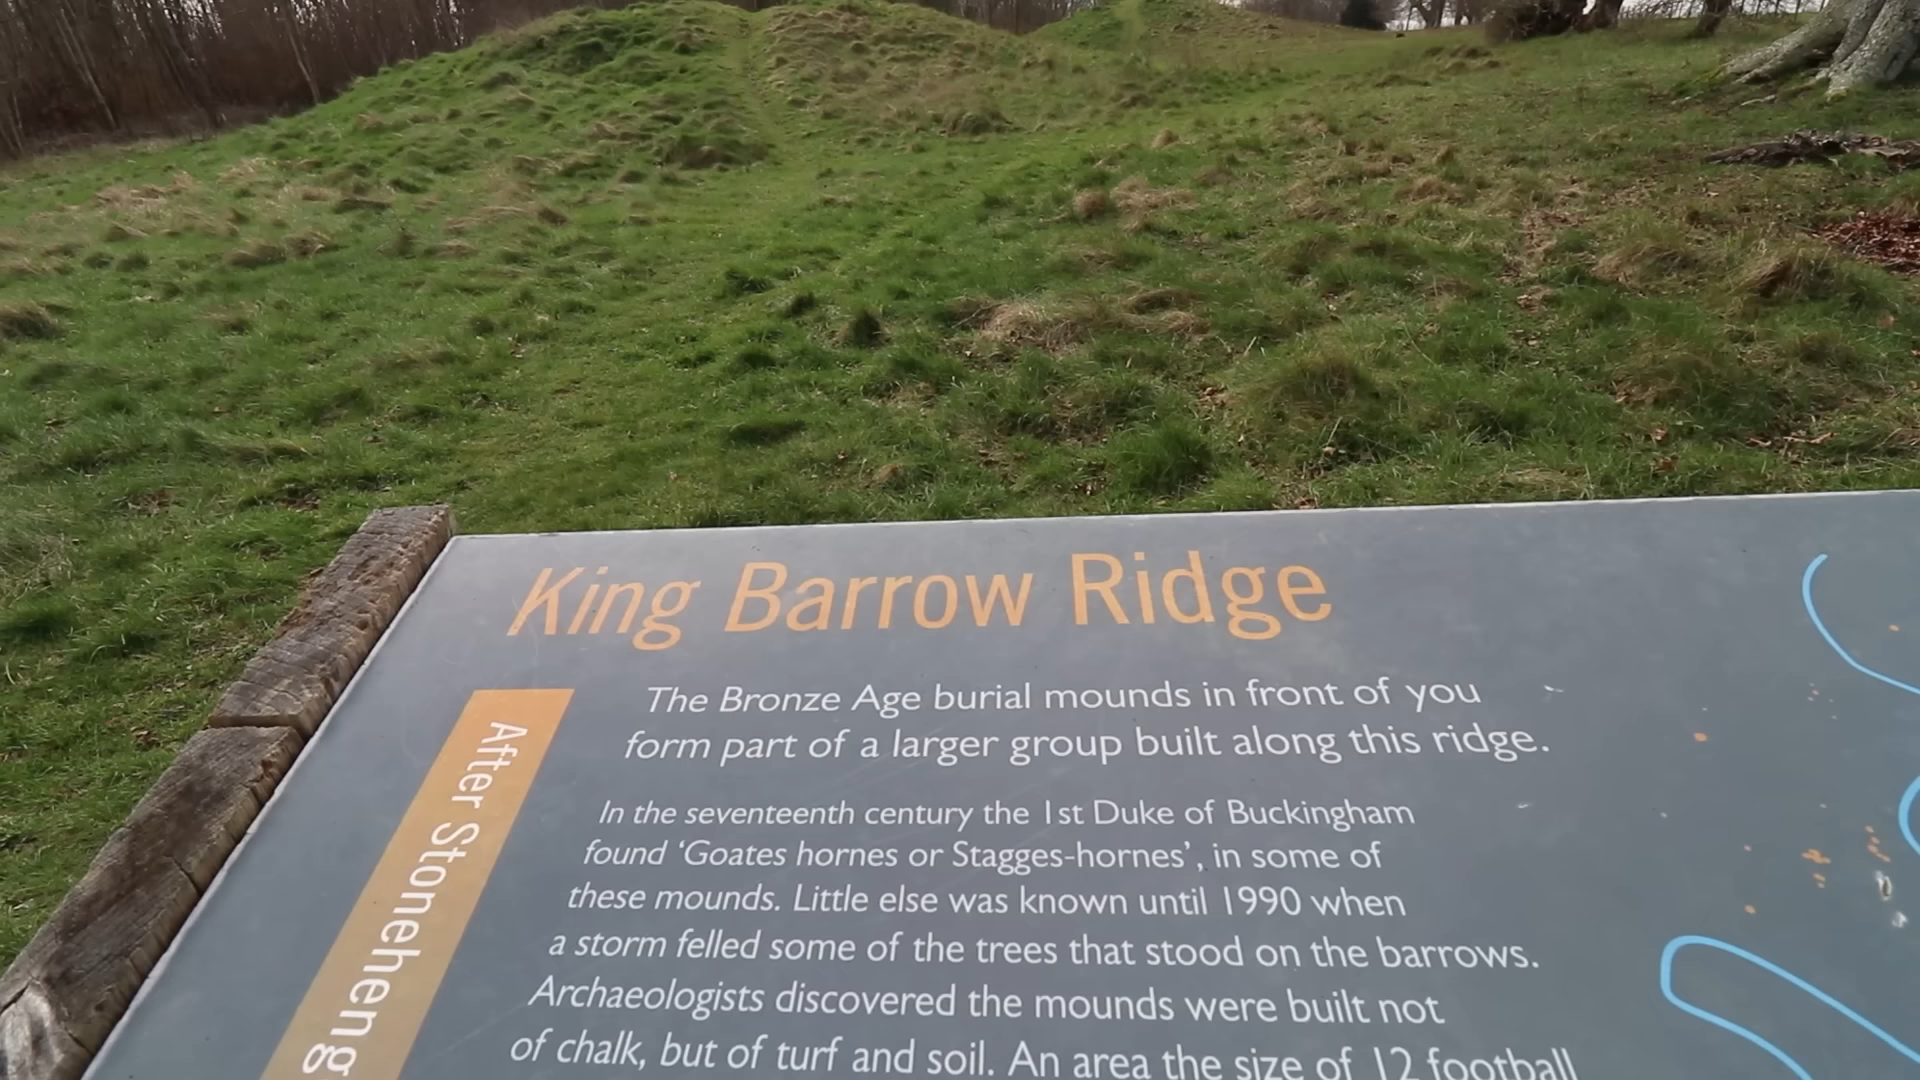 King Barrow Ridge
The Bronze Age burial mounds in front of you
form part of a larger group built along this ridge.
In the seventeenth century the 1st Duke of Buckingham
found ‘Goates hornes or Stagges-hornes’, in some of
these mounds. Little else was known until 1990 when
a storm felled some of the trees that stood on the barrows.
Archaeologists discovered the mounds were built not
of chalk, but of turf and soil. An area the size of 12 football
After Stoneheng